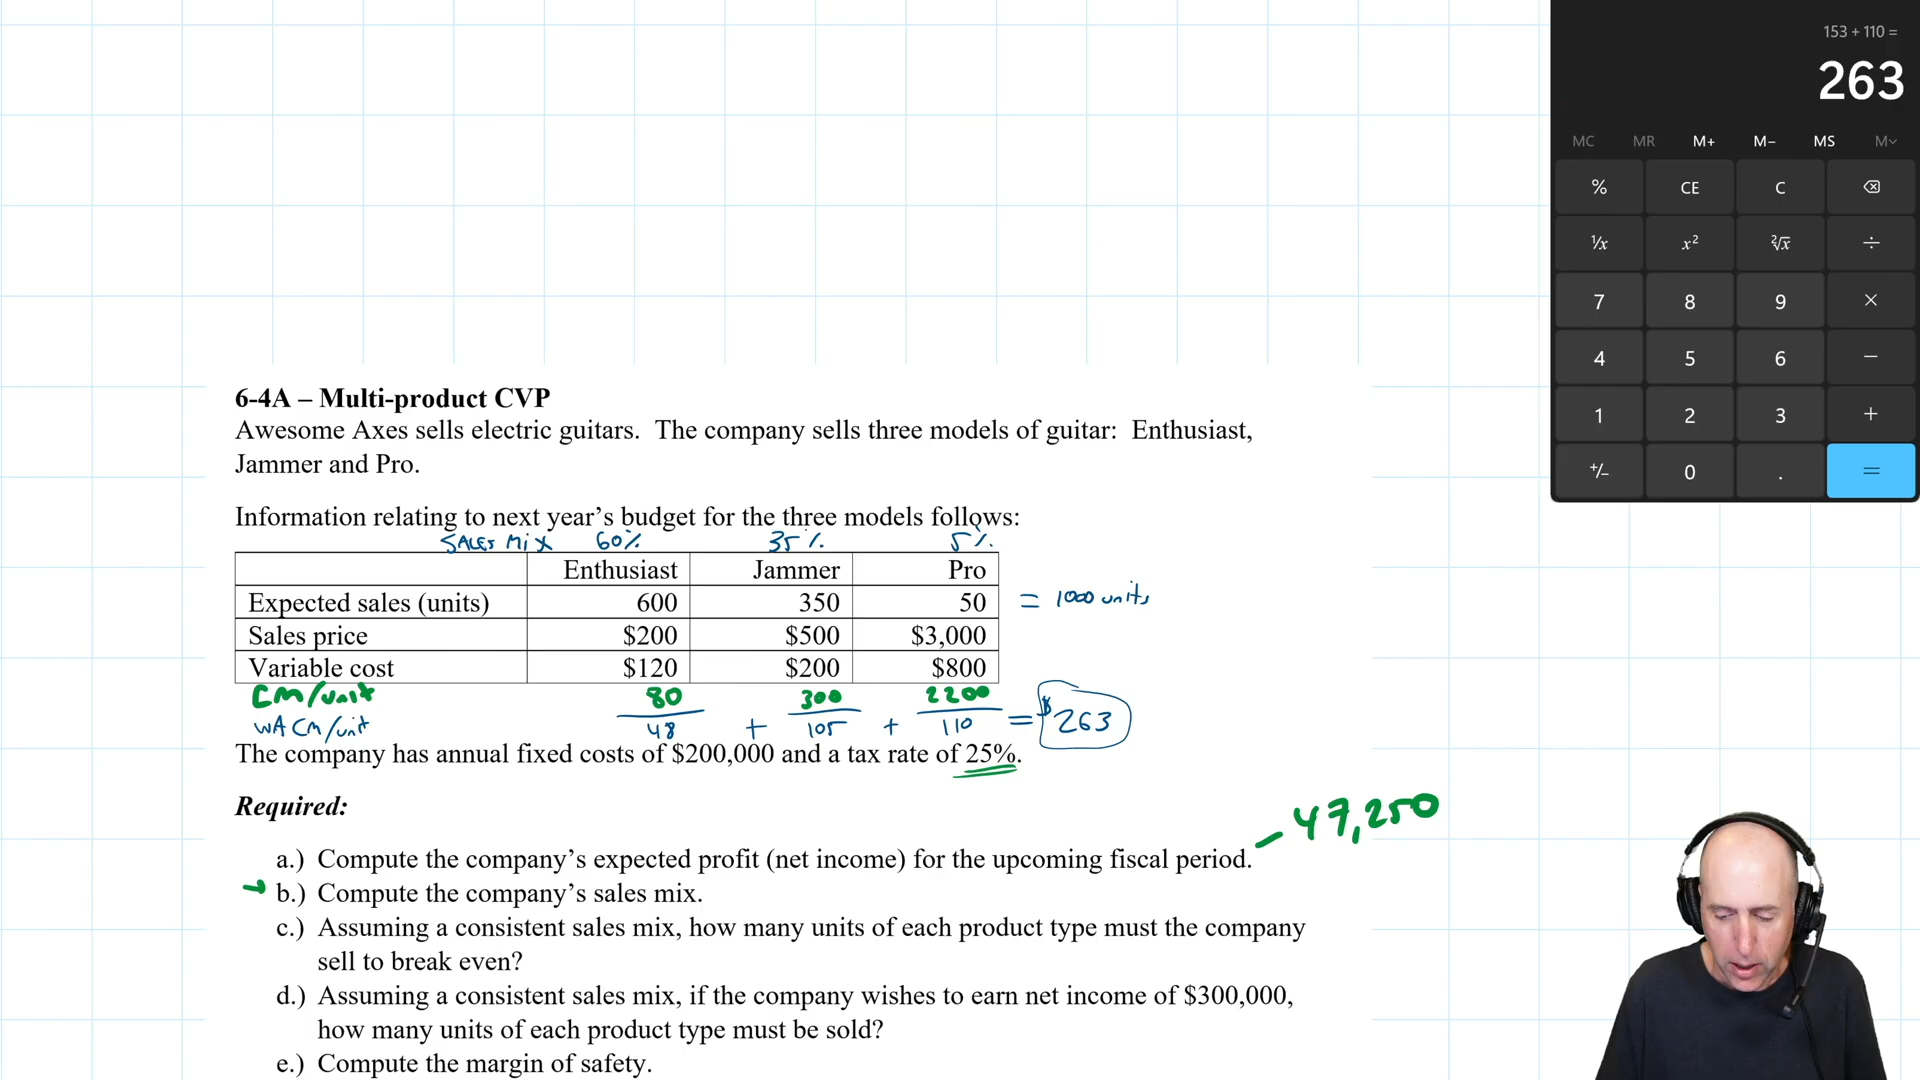 153 + 110 =
263
MC MR M+ M− MS M˅
% CE C ⌫
¹/x x² ²√x ÷
7 8 9 ×
4 5 6 −
1 2 3 +
+/− 0 . =
6-4A – Multi-product CVP
Awesome Axes sells electric guitars. The company sells three models of guitar: Enthusiast,
Jammer and Pro.
Information relating to next year’s budget for the three models follows:
SALES MIX 60% 35% 5%
Enthusiast Jammer Pro
Expected sales (units) 600 350 50 = 1000 units
Sales price $200 $500 $3,000
Variable cost $120 $200 $800
CM/unit 80 300 2200
WA CM/unit 48 + 105 + 110 = $263
The company has annual fixed costs of $200,000 and a tax rate of 25%.
Required:
– 47,250
a.) Compute the company’s expected profit (net income) for the upcoming fiscal period.
b.) Compute the company’s sales mix.
c.) Assuming a consistent sales mix, how many units of each product type must the company
sell to break even?
d.) Assuming a consistent sales mix, if the company wishes to earn net income of $300,000,
how many units of each product type must be sold?
e.) Compute the margin of safety.